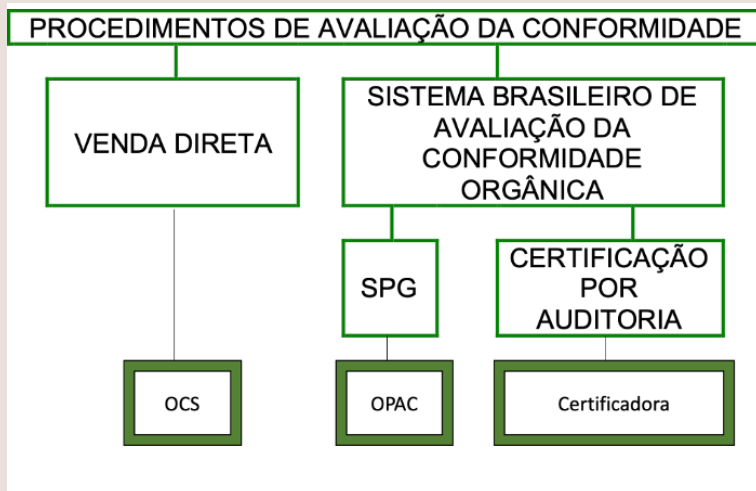 PROCEDIMENTOS DE AVALIAÇÃO DA CONFORMIDADE
VENDA DIRETA
SISTEMA BRASILEIRO DE
AVALIAÇÃO DA
CONFORMIDADE
ORGÂNICA
SPG
CERTIFICAÇÃO
POR
AUDITORIA
OCS
OPAC
Certificadora